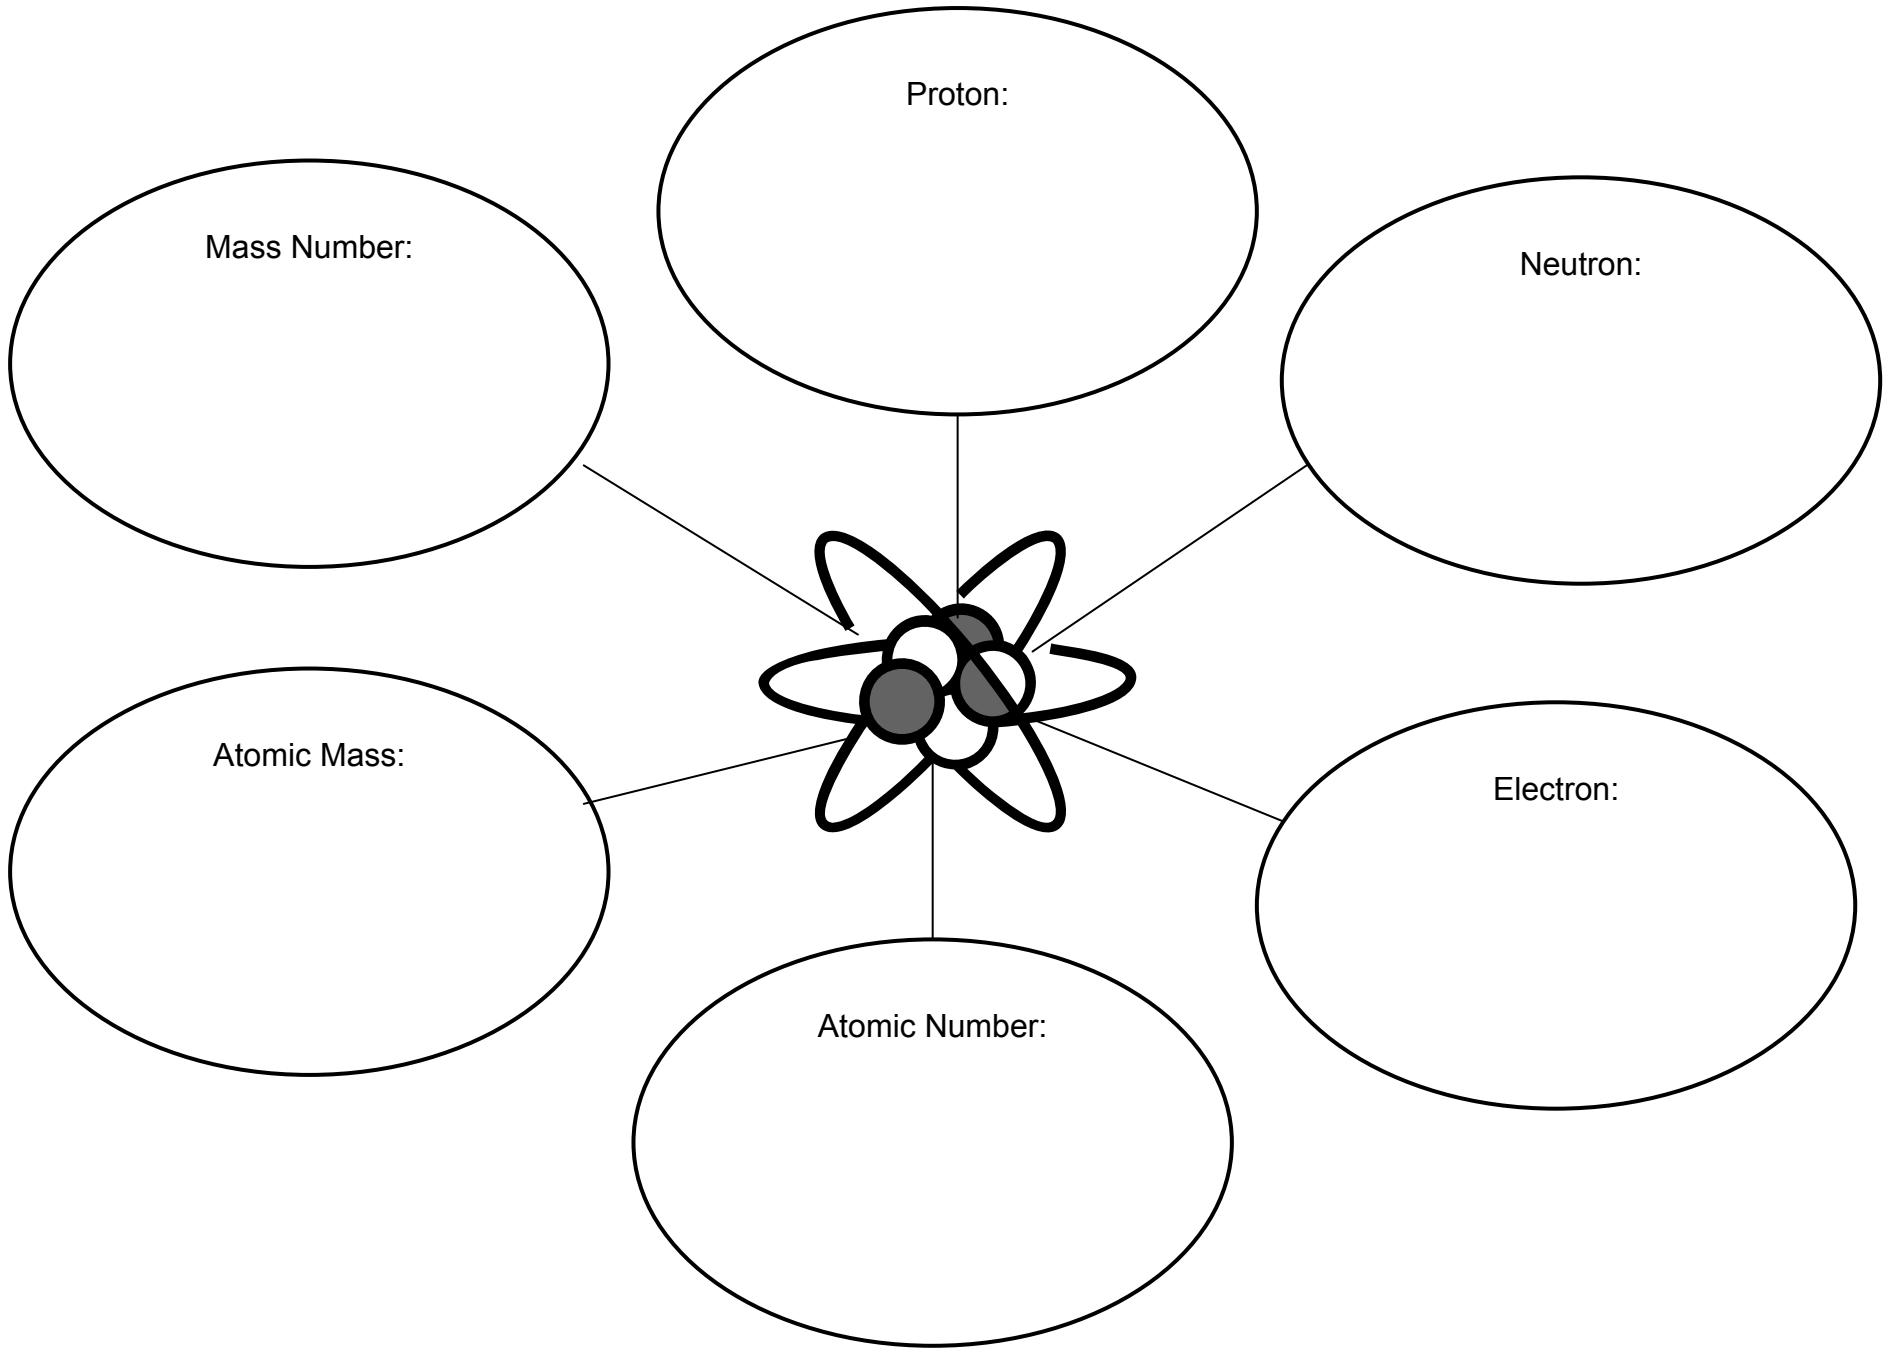 Proton:
Mass Number:
Neutron:
Atomic Mass:
Electron:
Atomic Number: